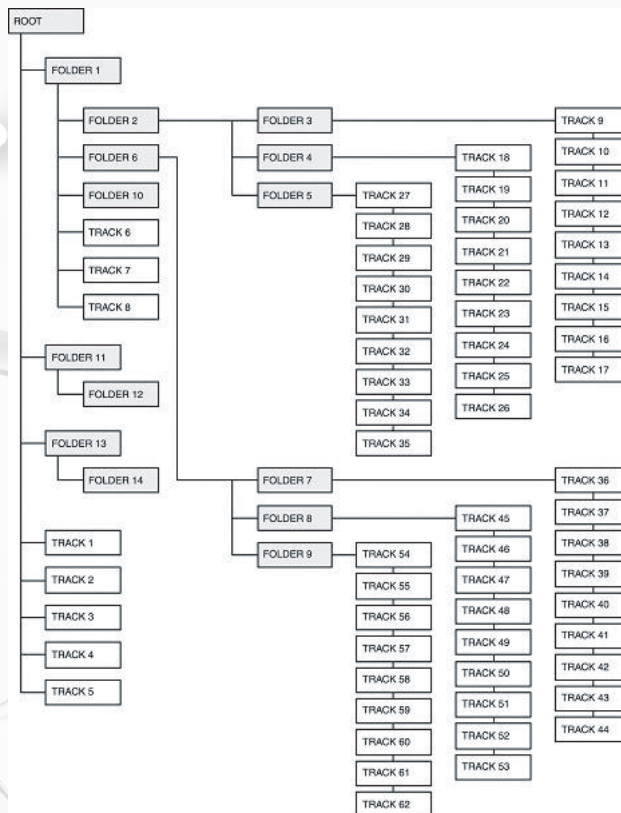 ROOT
FOLDER 1
FOLDER 2
FOLDER 3
TRACK 9
TRACK 10
TRACK 11
TRACK 12
TRACK 13
TRACK 14
TRACK 15
TRACK 16
TRACK 17
FOLDER 4
TRACK 18
TRACK 19
TRACK 20
TRACK 21
TRACK 22
TRACK 23
TRACK 24
TRACK 25
TRACK 26
FOLDER 5
TRACK 27
TRACK 28
TRACK 29
TRACK 30
TRACK 31
TRACK 32
TRACK 33
TRACK 34
TRACK 35
FOLDER 6
FOLDER 7
TRACK 36
TRACK 37
TRACK 38
TRACK 39
TRACK 40
TRACK 41
TRACK 42
TRACK 43
TRACK 44
FOLDER 8
TRACK 45
TRACK 46
TRACK 47
TRACK 48
TRACK 49
TRACK 50
TRACK 51
TRACK 52
TRACK 53
FOLDER 9
TRACK 54
TRACK 55
TRACK 56
TRACK 57
TRACK 58
TRACK 59
TRACK 60
TRACK 61
TRACK 62
FOLDER 10
TRACK 6
TRACK 7
TRACK 8
FOLDER 11
FOLDER 12
FOLDER 13
FOLDER 14
TRACK 1
TRACK 2
TRACK 3
TRACK 4
TRACK 5